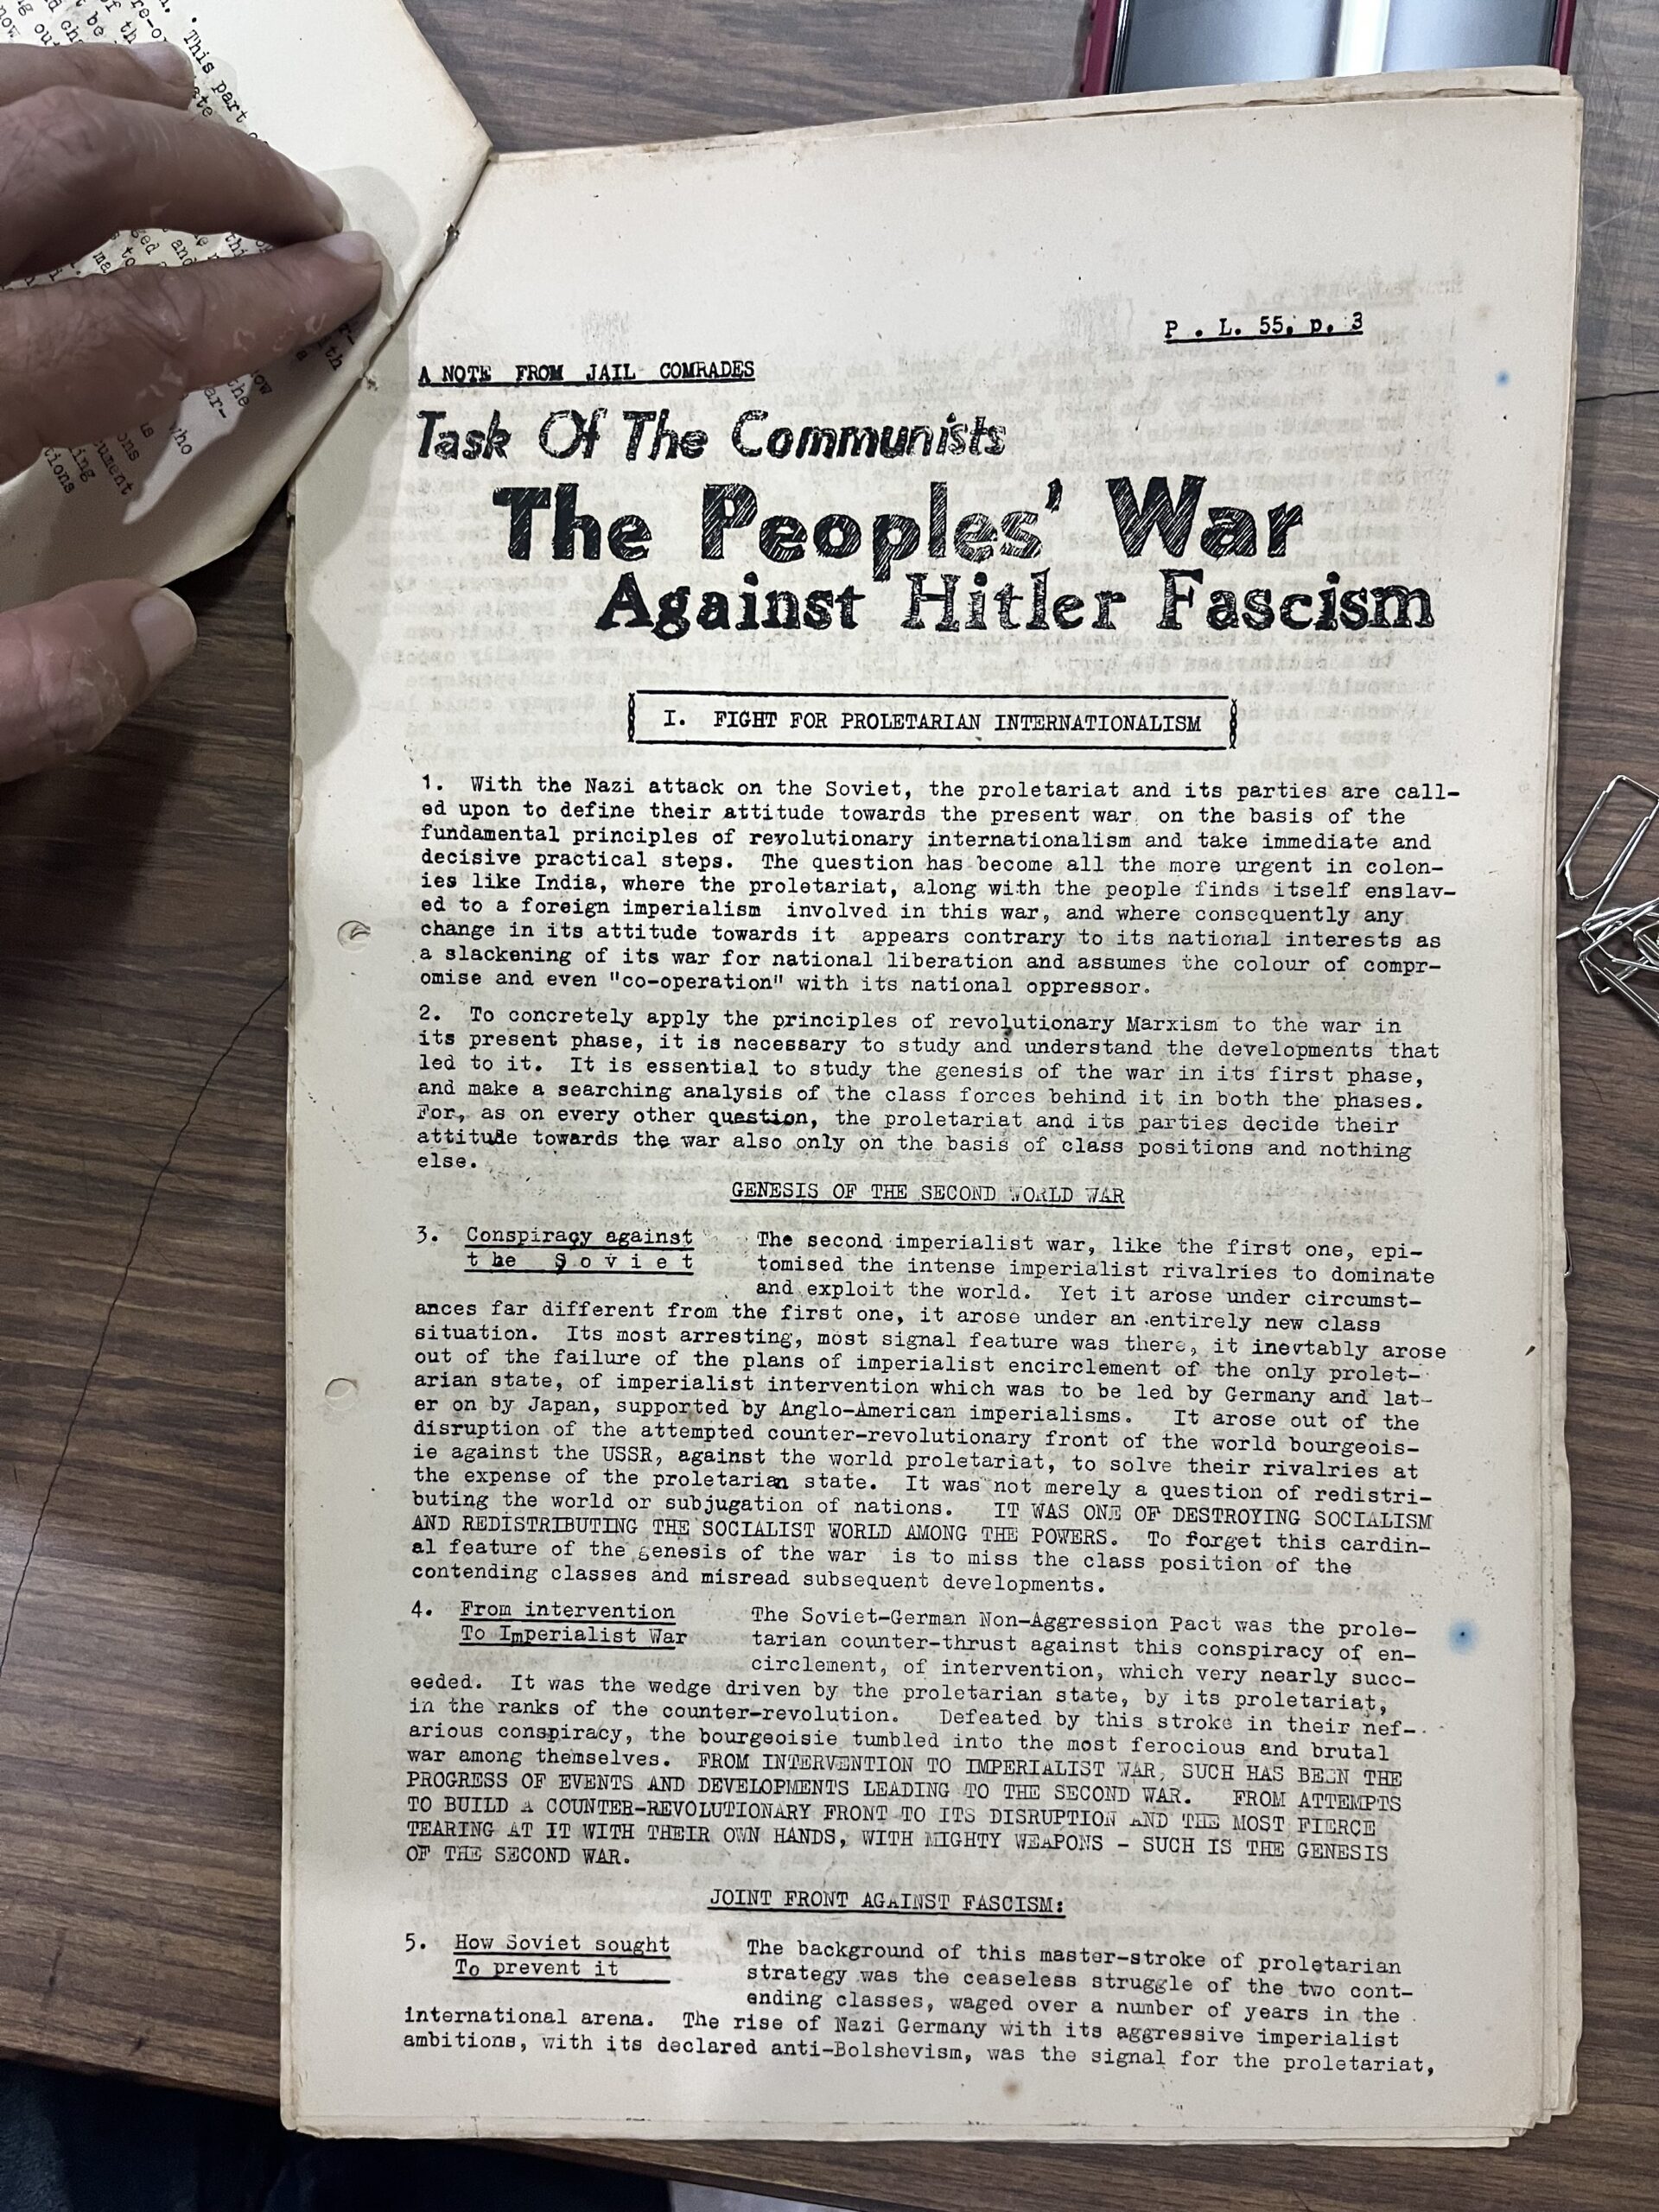 P. L. 55, p. 3
A NOTE FROM JAIL COMRADES
Task Of The Communists
The Peoples' War
Against Hitler Fascism
I. FIGHT FOR PROLETARIAN INTERNATIONALISM
1. With the Nazi attack on the Soviet, the proletariat and its parties are call-
ed upon to define their attitude towards the present war on the basis of the
fundamental principles of revolutionary internationalism and take immediate and
decisive practical steps. The question has become all the more urgent in colon-
ies like India, where the proletariat, along with the people finds itself enslav-
ed to a foreign imperialism involved in this war, and where consequently any
change in its attitude towards it appears contrary to its national interests as
a slackening of its war for national liberation and assumes the colour of compr-
omise and even "co-operation" with its national oppressor.
2. To concretely apply the principles of revolutionary Marxism to the war in
its present phase, it is necessary to study and understand the developments that
led to it. It is essential to study the genesis of the war in its first phase,
and make a searching analysis of the class forces behind it in both the phases.
For, as on every other question, the proletariat and its parties decide their
attitude towards the war also only on the basis of class positions and nothing
else.
GENESIS OF THE SECOND WORLD WAR
3. Conspiracy against The second imperialist war, like the first one, epi-
the Soviet tomised the intense imperialist rivalries to dominate
and exploit the world. Yet it arose under circumst-
ances far different from the first one, it arose under an entirely new class
situation. Its most arresting, most signal feature was there, it inevtably arose
out of the failure of the plans of imperialist encirclement of the only prolet-
arian state, of imperialist intervention which was to be led by Germany and lat-
er on by Japan, supported by Anglo-American imperialisms. It arose out of the
disruption of the attempted counter-revolutionary front of the world bourgeois-
ie against the USSR, against the world proletariat, to solve their rivalries at
the expense of the proletarian state. It was not merely a question of redistri-
buting the world or subjugation of nations. IT WAS ONE OF DESTROYING SOCIALISM
AND REDISTRIBUTING THE SOCIALIST WORLD AMONG THE POWERS. To forget this cardin-
al feature of the genesis of the war is to miss the class position of the
contending classes and misread subsequent developments.
4. From intervention The Soviet-German Non-Aggression Pact was the prole-
To Imperialist War tarian counter-thrust against this conspiracy of en-
circlement, of intervention, which very nearly succ-
eeded. It was the wedge driven by the proletarian state, by its proletariat,
in the ranks of the counter-revolution. Defeated by this stroke in their nef-
arious conspiracy, the bourgeoisie tumbled into the most ferocious and brutal
war among themselves. FROM INTERVENTION TO IMPERIALIST WAR, SUCH HAS BEEN THE
PROGRESS OF EVENTS AND DEVELOPMENTS LEADING TO THE SECOND WAR. FROM ATTEMPTS
TO BUILD A COUNTER-REVOLUTIONARY FRONT TO ITS DISRUPTION AND THE MOST FIERCE
TEARING AT IT WITH THEIR OWN HANDS, WITH MIGHTY WEAPONS - SUCH IS THE GENESIS
OF THE SECOND WAR.
JOINT FRONT AGAINST FASCISM:
5. How Soviet sought The background of this master-stroke of proletarian
To prevent it strategy was the ceaseless struggle of the two cont-
ending classes, waged over a number of years in the
international arena. The rise of Nazi Germany with its aggressive imperialist
ambitions, with its declared anti-Bolshevism, was the signal for the proletariat,